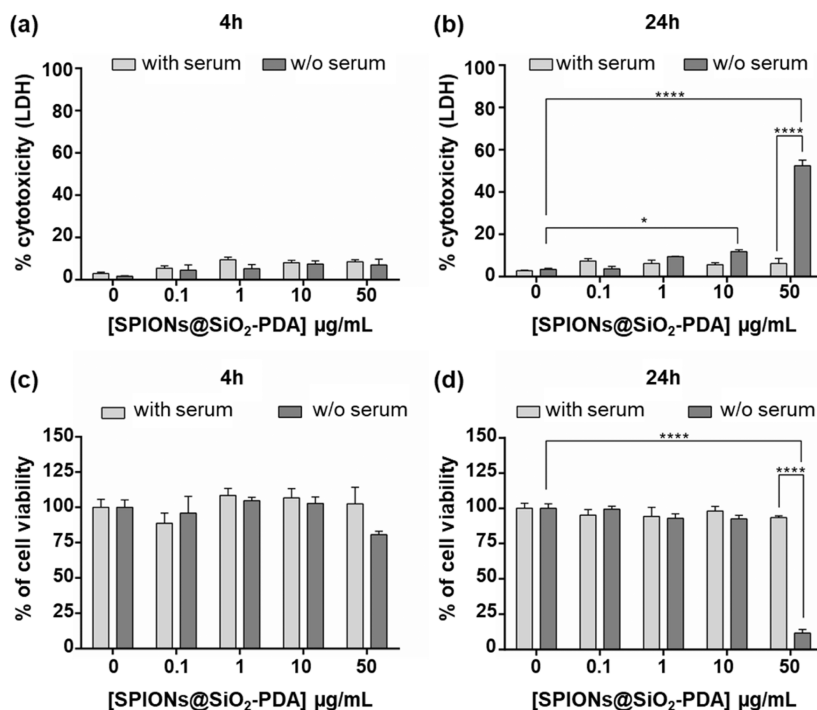 (a)
4h
with serum
w/o serum
% cytotoxicity (LDH)
100
80
60
40
20
0
0 0.1 1 10 50
[SPIONs@SiO₂-PDA] µg/mL
(b)
24h
with serum
w/o serum
% cytotoxicity (LDH)
100
80
60
40
20
0
****
****
*
0 0.1 1 10 50
[SPIONs@SiO₂-PDA] µg/mL
(c)
4h
with serum
w/o serum
% of cell viability
150
125
100
75
50
25
0
0 0.1 1 10 50
[SPIONs@SiO₂-PDA] µg/mL
(d)
24h
with serum
w/o serum
% of cell viability
150
125
100
75
50
25
0
****
****
0 0.1 1 10 50
[SPIONs@SiO₂-PDA] µg/mL